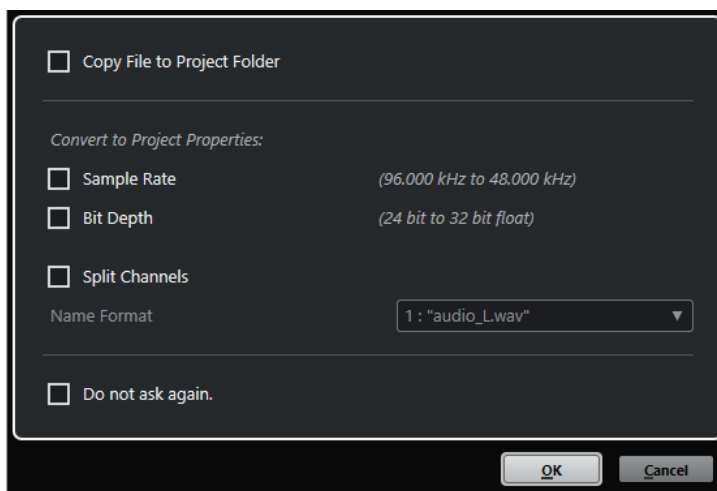 Copy File to Project Folder
Convert to Project Properties:
Sample Rate (96.000 kHz to 48.000 kHz)
Bit Depth (24 bit to 32 bit float)
Split Channels
Name Format 1 : "audio_L.wav"
Do not ask again.
OK Cancel